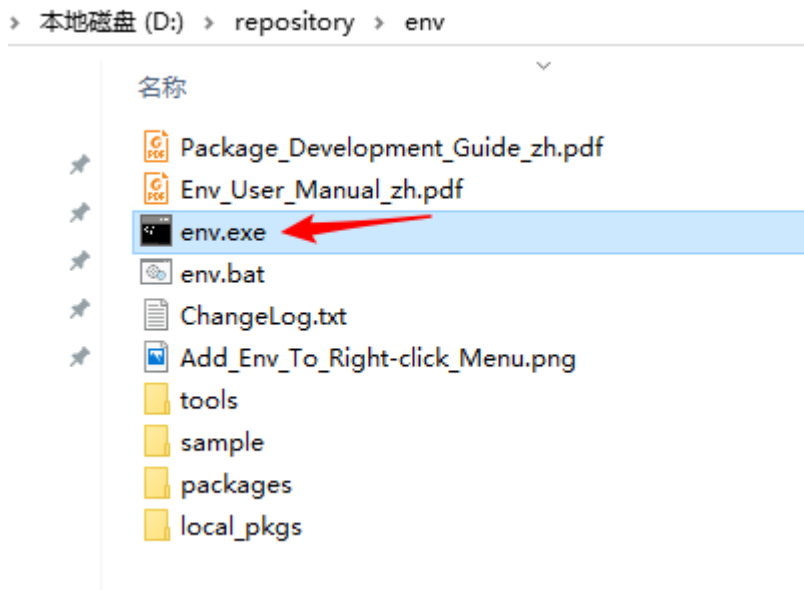 › 本地磁盘 (D:) › repository › env
名称
Package_Development_Guide_zh.pdf
Env_User_Manual_zh.pdf
env.exe
env.bat
ChangeLog.txt
Add_Env_To_Right-click_Menu.png
tools
sample
packages
local_pkgs